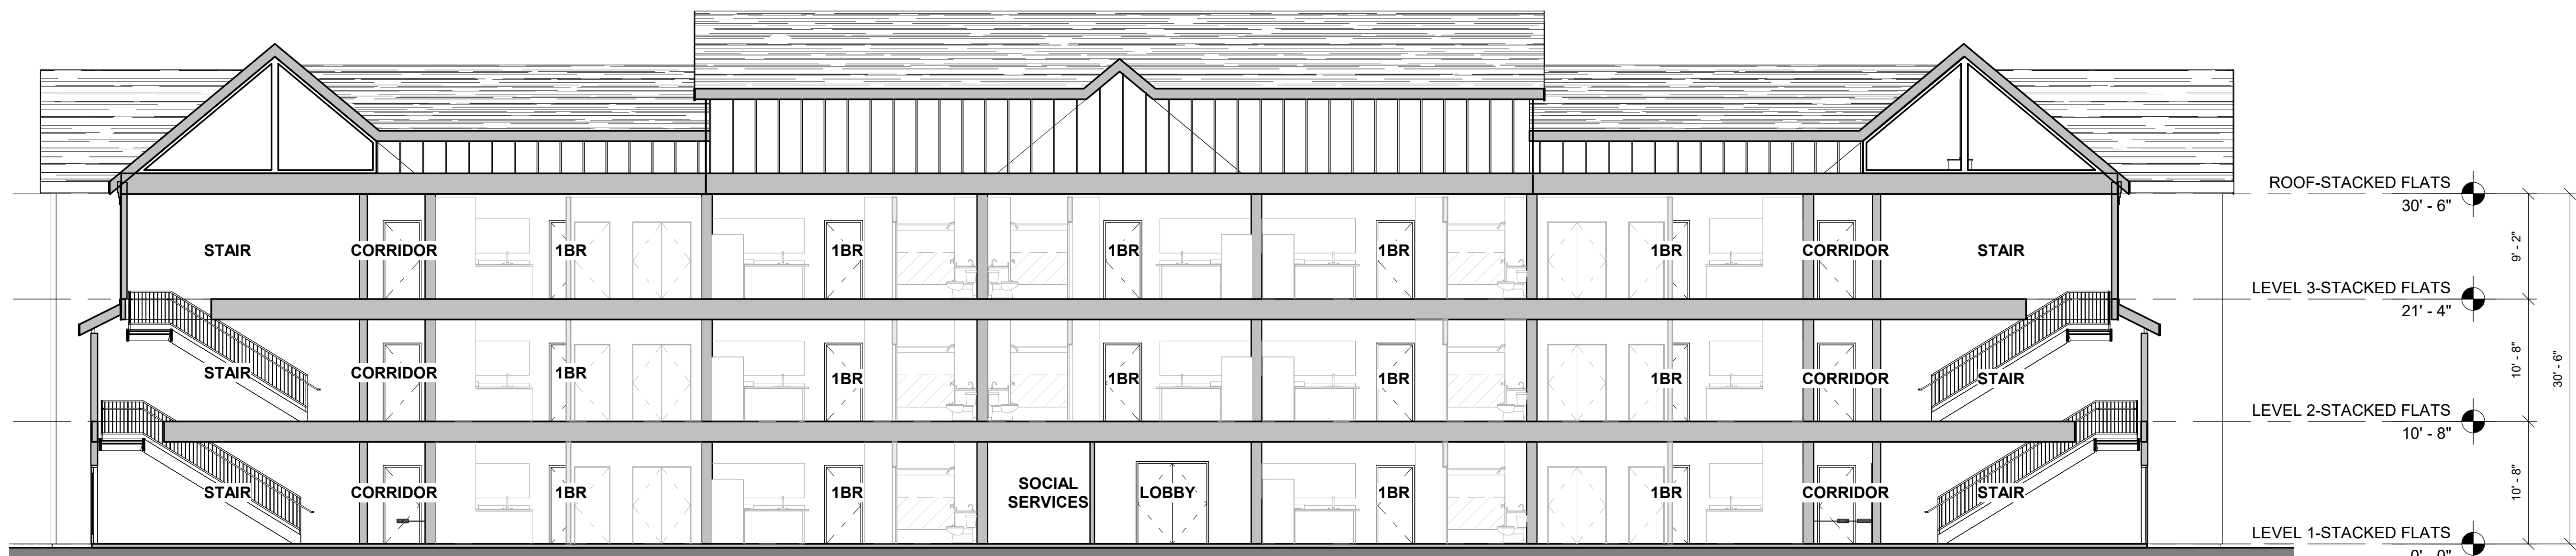 ROOF-STACKED FLATS
30' - 6"
STAIR CORRIDOR 1BR 1BR 1BR 1BR 1BR CORRIDOR STAIR
9' - 2"
LEVEL 3-STACKED FLATS
21' - 4"
STAIR CORRIDOR 1BR 1BR 1BR 1BR 1BR CORRIDOR STAIR
10' - 8"
30' - 6"
LEVEL 2-STACKED FLATS
10' - 8"
STAIR CORRIDOR 1BR 1BR SOCIAL
SERVICES LOBBY 1BR 1BR CORRIDOR STAIR
10' - 8"
LEVEL 1-STACKED FLATS
0' - 0"